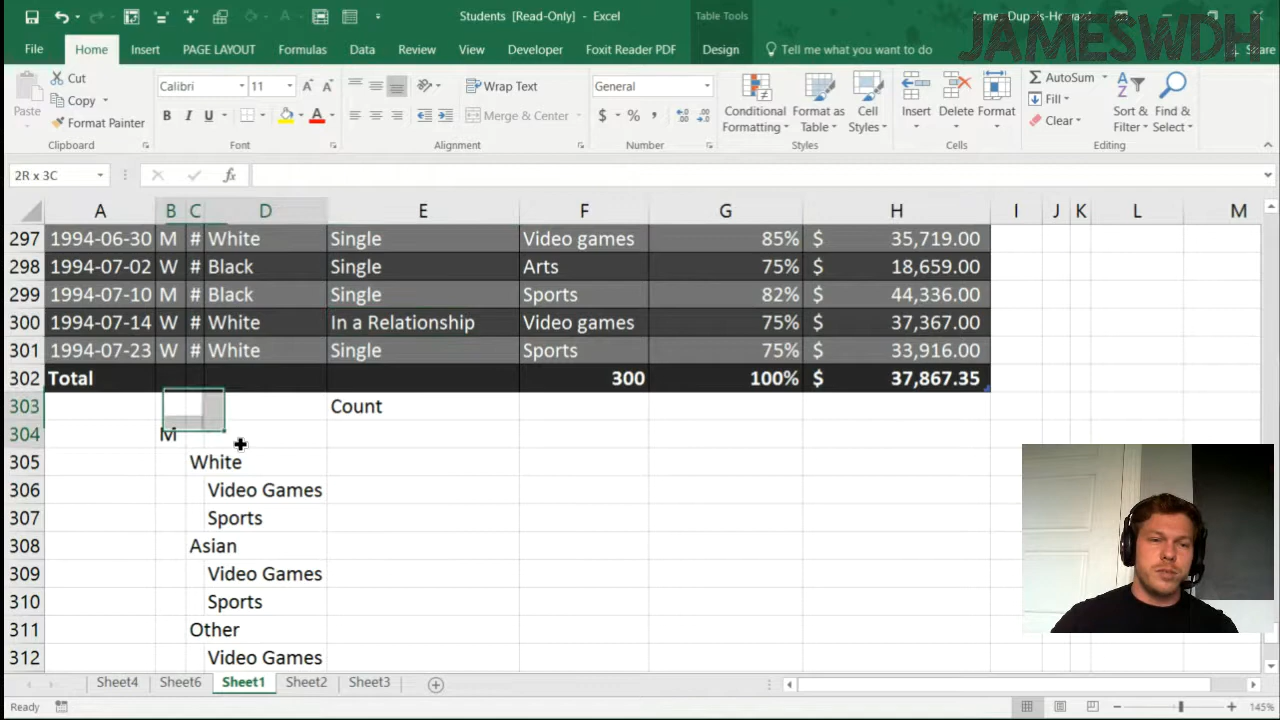 Students [Read-Only] - Excel
Table Tools
JAMESWDH
File Home Insert PAGE LAYOUT Formulas Data Review View Developer Foxit Reader PDF Design Tell me what you want to do Share
Paste
Cut
Copy
Format Painter
Clipboard
Calibri 11
B I U
Font
Wrap Text
Merge & Center
Alignment
General
$ % ,
Number
Conditional Formatting
Format as Table
Cell Styles
Styles
Insert Delete Format
Cells
AutoSum
Fill
Clear
Sort & Filter
Find & Select
Editing
2R x 3C
fx
A B C D E F G H I J K L M
297 1994-06-30 M # White Single Video games 85% $ 35,719.00
298 1994-07-02 W # Black Single Arts 75% $ 18,659.00
299 1994-07-10 M # Black Single Sports 82% $ 44,336.00
300 1994-07-14 W # White In a Relationship Video games 75% $ 37,367.00
301 1994-07-23 W # White Single Sports 75% $ 33,916.00
302 Total 300 100% $ 37,867.35
303 Count
304 M
305 White
306 Video Games
307 Sports
308 Asian
309 Video Games
310 Sports
311 Other
312 Video Games
Sheet4 Sheet6 Sheet1 Sheet2 Sheet3
Ready
145%